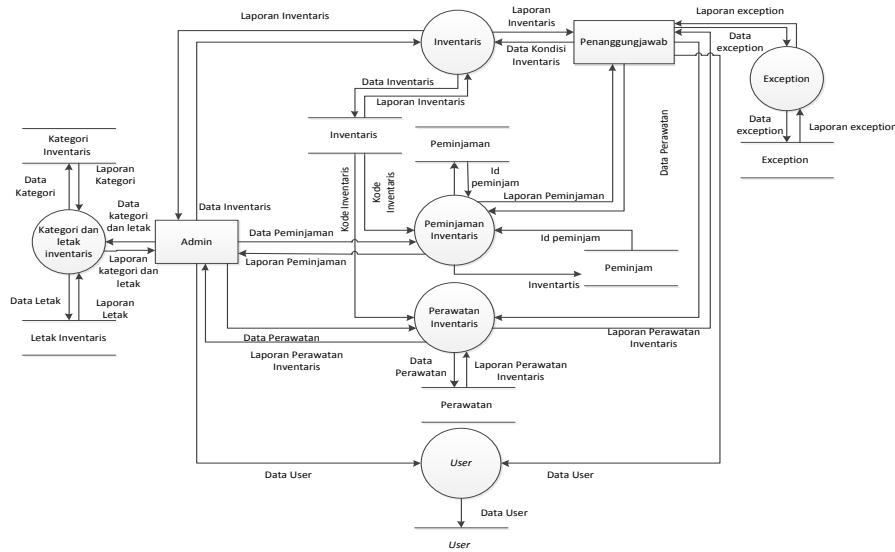 Laporan Inventaris
Laporan
Inventaris
Laporan exception
Inventaris
Penanggungjawab
Data
exception
Data Kondisi
Inventaris
Exception
Data Inventaris
Laporan Inventaris
Data
exception
Laporan exception
Inventaris
Peminjaman
Exception
Kategori
Inventaris
Data Perawatan
Id
peminjam
Data
Kategori
Laporan
Kategori
Kode Inventaris
Kode
Inventaris
Laporan Peminjaman
Data Inventaris
Data
kategori
dan letak
Kategori dan
letak
inventaris
Admin
Data Peminjaman
Peminjaman
Inventaris
Id peminjam
Laporan
kategori dan
letak
Laporan Peminjaman
Peminjam
Inventartis
Data Letak
Laporan
Letak
Perawatan
Inventaris
Letak Inventaris
Data Perawatan
Laporan Perawatan
Inventaris
Laporan Perawatan
Inventaris
Data
Perawatan
Laporan Perawatan
Inventaris
Perawatan
User
Data User
Data User
Data User
User